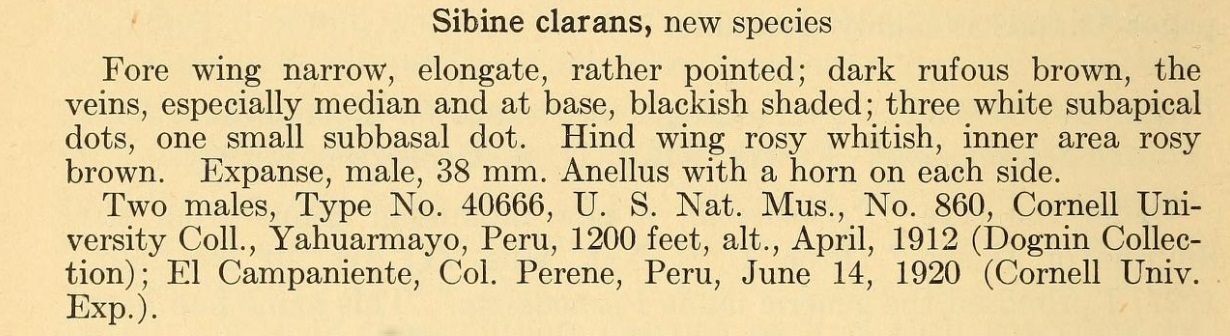 Sibine clarans, new species
Fore wing narrow, elongate, rather pointed; dark rufous brown, the
veins, especially median and at base, blackish shaded; three white subapical
dots, one small subbasal dot. Hind wing rosy whitish, inner area rosy
brown. Expanse, male, 38 mm. Anellus with a horn on each side.
Two males, Type No. 40666, U. S. Nat. Mus., No. 860, Cornell Uni-
versity Coll., Yahuarmayo, Peru, 1200 feet, alt., April, 1912 (Dognin Collec-
tion); El Campaniente, Col. Perene, Peru, June 14, 1920 (Cornell Univ.
Exp.).